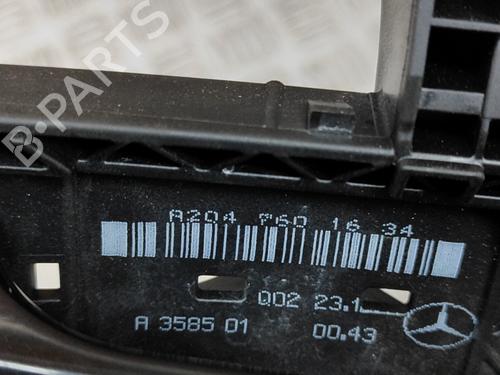 B-PARTS
A204 760 16 34
Q02 23.1
A 3585 01 00.43